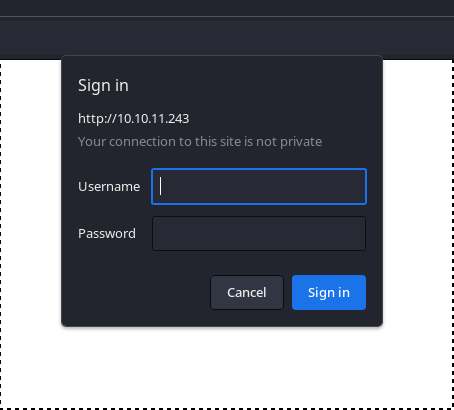 Sign in
http://10.10.11.243
Your connection to this site is not private
Username
Password
Cancel Sign in